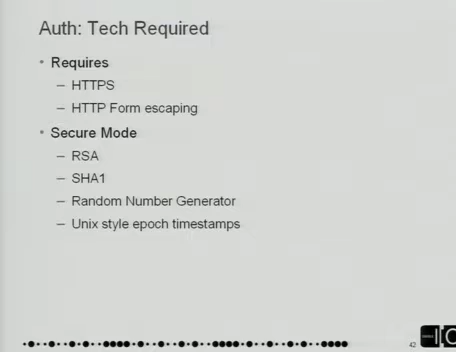 Auth: Tech Required
• Requires
– HTTPS
– HTTP Form escaping
• Secure Mode
– RSA
– SHA1
– Random Number Generator
– Unix style epoch timestamps
42